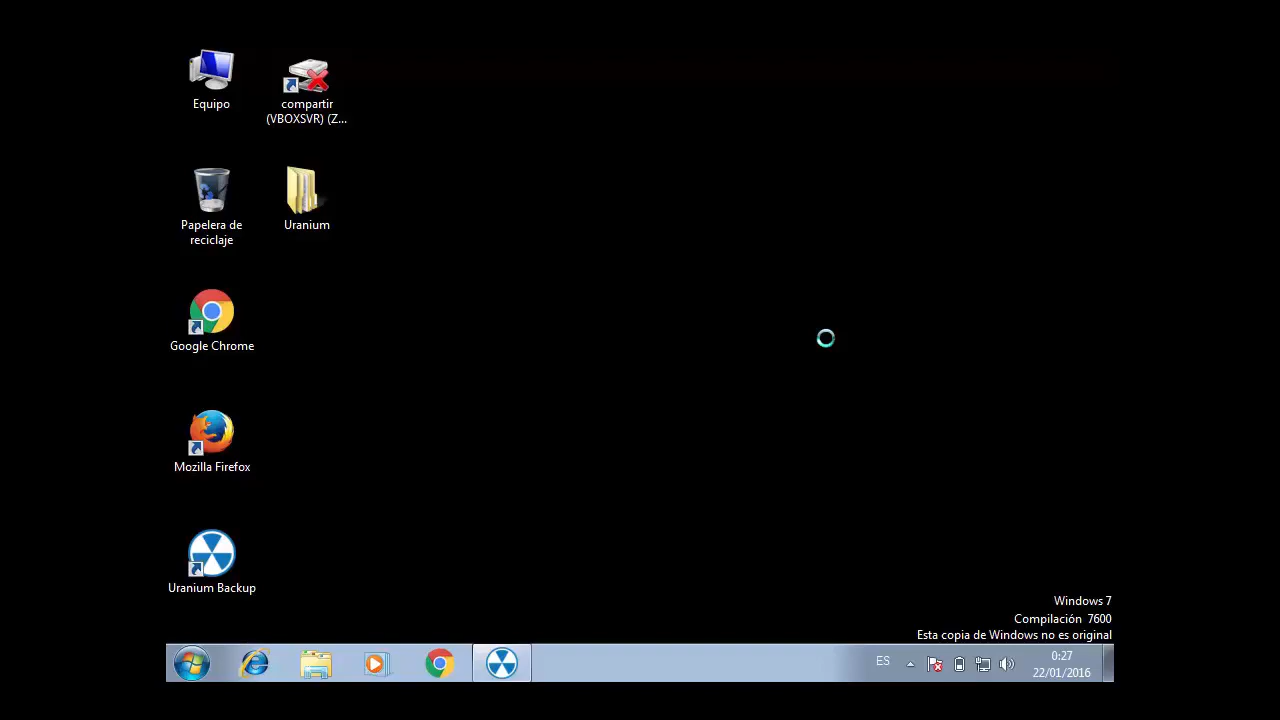 Equipo
compartir
(VBOXSVR) (Z...
Papelera de
reciclaje
Uranium
Google Chrome
Mozilla Firefox
Uranium Backup
Windows 7
Compilación 7600
Esta copia de Windows no es original
ES
0:27
22/01/2016